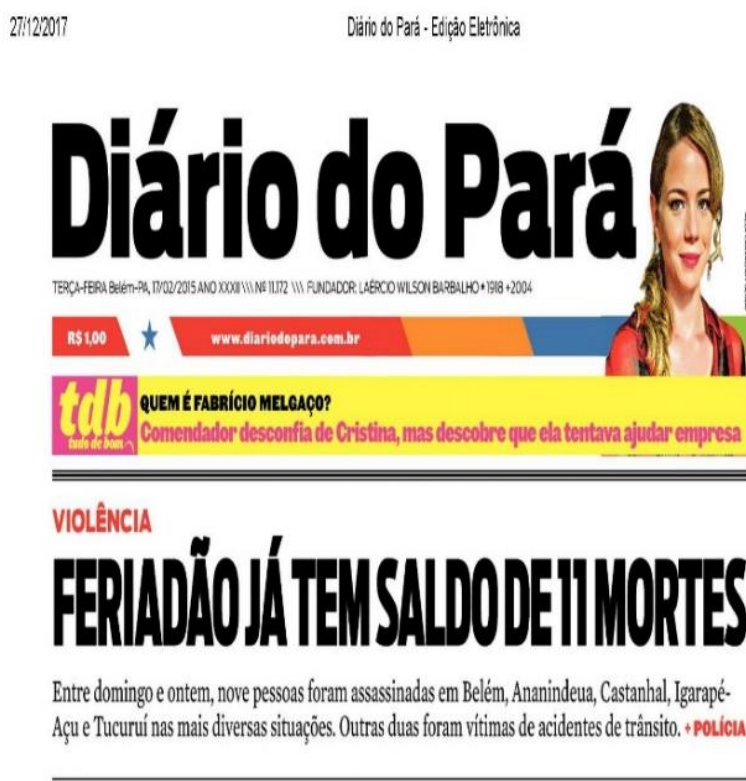 27/12/2017
Diário do Pará - Edição Eletrônica
Diário do Pará
TERÇA-FEIRA Belém-PA, 17/02/2015 ANO XXXII \\\ Nº 11.172 \\\ FUNDADOR: LAÉRCIO WILSON BARBALHO * 1918 +2004
R$ 1,00
www.diariodopara.com.br
tdb
tudo de bom
QUEM É FABRÍCIO MELGAÇO?
Comendador desconfia de Cristina, mas descobre que ela tentava ajudar empresa
VIOLÊNCIA
FERIADÃO JÁ TEM SALDO DE 11 MORTES
Entre domingo e ontem, nove pessoas foram assassinadas em Belém, Ananindeua, Castanhal, Igarapé-
Açu e Tucuruí nas mais diversas situações. Outras duas foram vítimas de acidentes de trânsito. + POLÍCIA